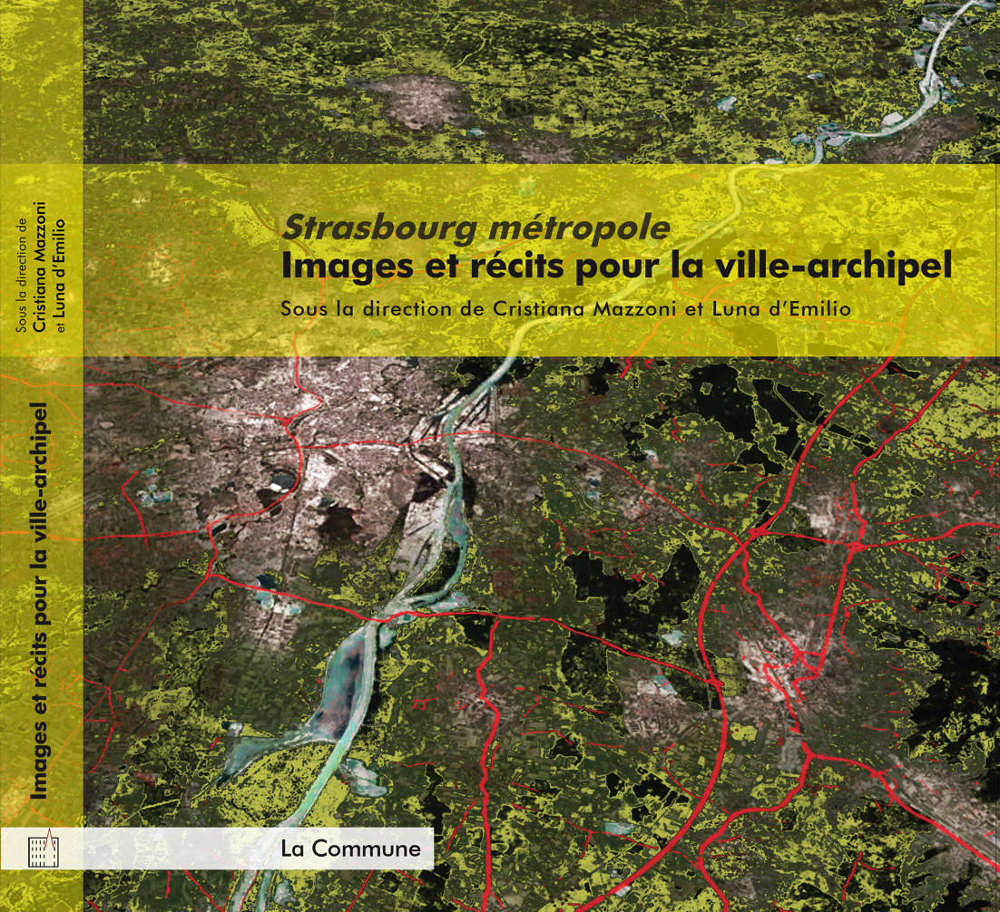 Strasbourg métropole
Images et récits pour la ville-archipel
Sous la direction de Cristiana Mazzoni et Luna d'Emilio
Sous la direction de
Cristiana Mazzoni
et Luna d'Emilio
Images et récits pour la ville-archipel
La Commune